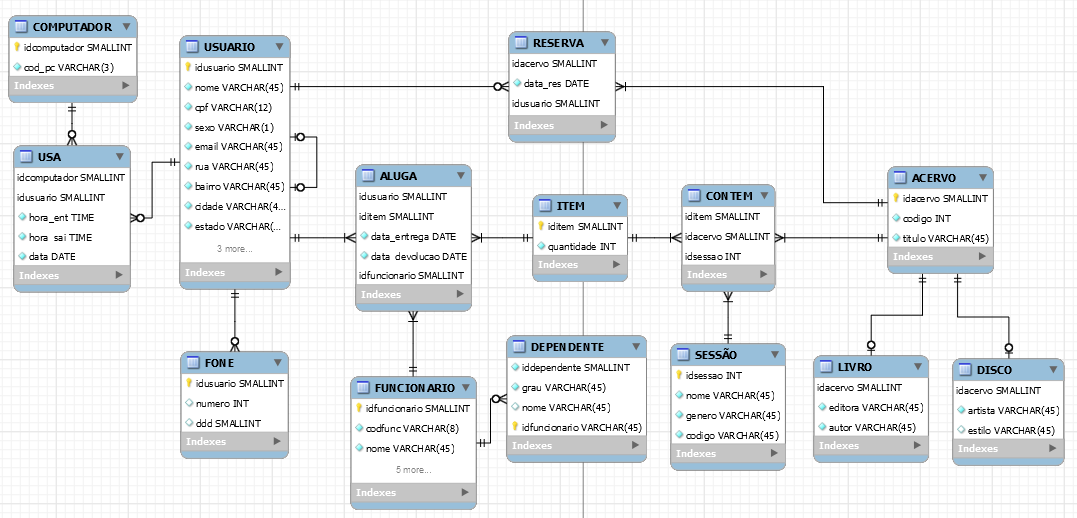 COMPUTADOR
idcomputador SMALLINT
cod_pc VARCHAR(3)
Indexes
USUARIO
idusuario SMALLINT
nome VARCHAR(45)
cpf VARCHAR(12)
sexo VARCHAR(1)
email VARCHAR(45)
rua VARCHAR(45)
bairro VARCHAR(45)
cidade VARCHAR(4...
estado VARCHAR(...
3 more...
Indexes
RESERVA
idacervo SMALLINT
data_res DATE
idusuario SMALLINT
Indexes
USA
idcomputador SMALLINT
idusuario SMALLINT
hora_ent TIME
hora_sai TIME
data DATE
Indexes
ALUGA
idusuario SMALLINT
iditem SMALLINT
data_entrega DATE
data_devolucao DATE
idfuncionario SMALLINT
Indexes
ITEM
iditem SMALLINT
quantidade INT
Indexes
CONTEM
iditem SMALLINT
idacervo SMALLINT
idsessao INT
Indexes
ACERVO
idacervo SMALLINT
codigo INT
titulo VARCHAR(45)
Indexes
FONE
idusuario SMALLINT
numero INT
ddd SMALLINT
Indexes
FUNCIONARIO
idfuncionario SMALLINT
codfunc VARCHAR(8)
nome VARCHAR(45)
5 more...
Indexes
DEPENDENTE
iddependente SMALLINT
grau VARCHAR(45)
nome VARCHAR(45)
idfuncionario VARCHAR(45)
Indexes
SESSÃO
idsessao INT
nome VARCHAR(45)
genero VARCHAR(45)
codigo VARCHAR(45)
Indexes
LIVRO
idacervo SMALLINT
editora VARCHAR(45)
autor VARCHAR(45)
Indexes
DISCO
idacervo SMALLINT
artista VARCHAR(45)
estilo VARCHAR(45)
Indexes